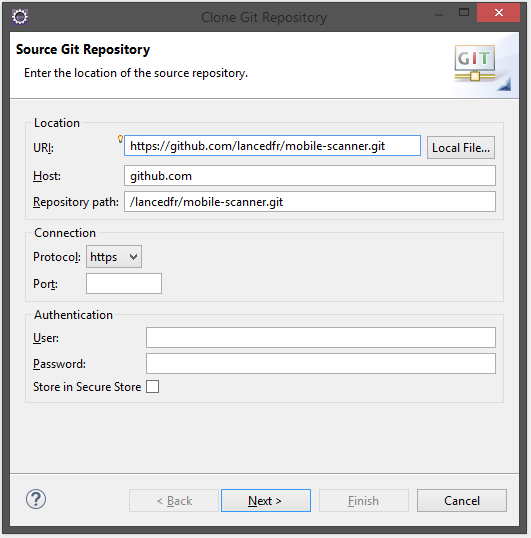 Clone Git Repository
Source Git Repository
Enter the location of the source repository.
GIT
Location
URI: https://github.com/lancedfr/mobile-scanner.git Local File...
Host: github.com
Repository path: /lancedfr/mobile-scanner.git
Connection
Protocol: https
Port:
Authentication
User:
Password:
Store in Secure Store
? < Back Next > Finish Cancel